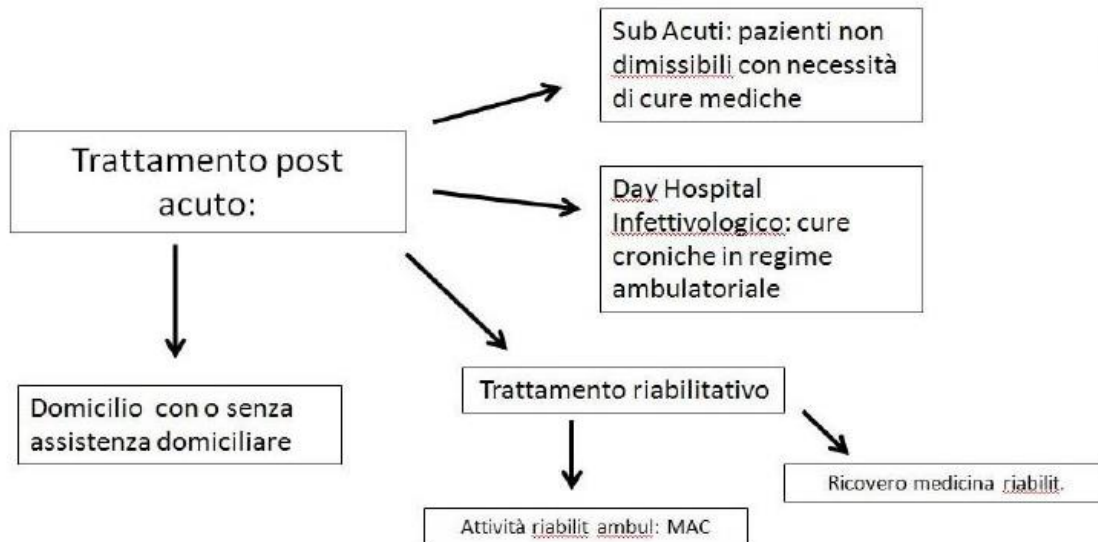 Sub Acuti: pazienti non
dimissibili con necessità
di cure mediche
Trattamento post
acuto:
Day Hospital
Infettivologico: cure
croniche in regime
ambulatoriale
Trattamento riabilitativo
Domicilio con o senza
assistenza domiciliare
Ricovero medicina riabilit.
Attività riabilit ambul: MAC